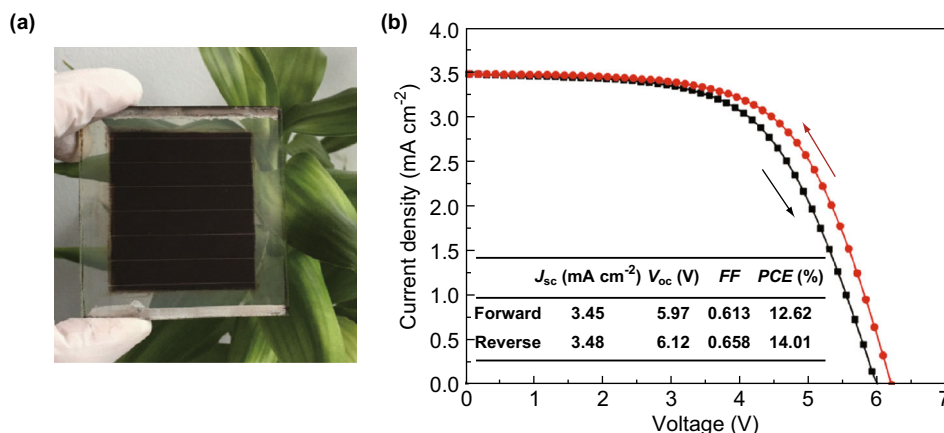 (a)
(b)
4.0
3.5
3.0
2.5
2.0
1.5
1.0
0.5
0.0
Current density (mA cm⁻²)
0 1 2 3 4 5 6 7
Voltage (V)
Jsc (mA cm⁻²) Voc (V) FF PCE (%)
Forward 3.45 5.97 0.613 12.62
Reverse 3.48 6.12 0.658 14.01